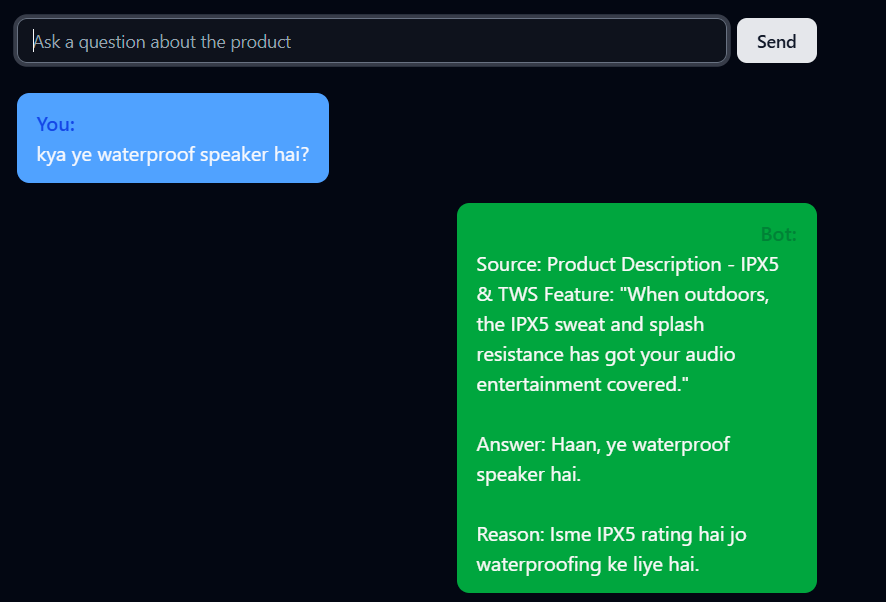 Ask a question about the product
Send
You:
kya ye waterproof speaker hai?
Bot:
Source: Product Description - IPX5
& TWS Feature: "When outdoors,
the IPX5 sweat and splash
resistance has got your audio
entertainment covered."
Answer: Haan, ye waterproof
speaker hai.
Reason: Isme IPX5 rating hai jo
waterproofing ke liye hai.